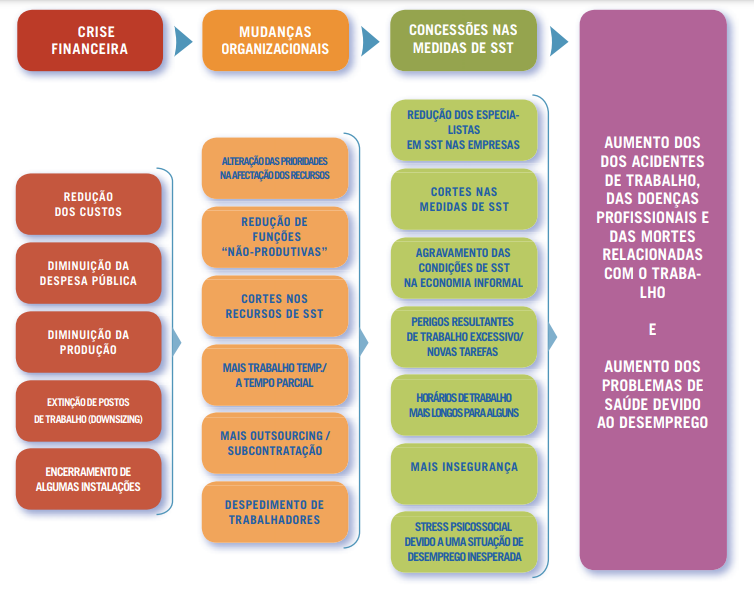 CRISE
FINANCEIRA
MUDANÇAS
ORGANIZACIONAIS
CONCESSÕES NAS
MEDIDAS DE SST
REDUÇÃO
DOS CUSTOS
DIMINUIÇÃO DA
DESPESA PÚBLICA
DIMINUIÇÃO DA
PRODUÇÃO
EXTINÇÃO DE POSTOS
DE TRABALHO (DOWNSIZING)
ENCERRAMENTO DE
ALGUMAS INSTALAÇÕES
ALTERAÇÃO DAS PRIORIDADES
NA AFECTAÇÃO DOS RECURSOS
REDUÇÃO DE
FUNÇÕES
“NÃO-PRODUTIVAS”
CORTES NOS
RECURSOS DE SST
MAIS TRABALHO TEMP./
A TEMPO PARCIAL
MAIS OUTSOURCING /
SUBCONTRATAÇÃO
DESPEDIMENTO DE
TRABALHADORES
REDUÇÃO DOS ESPECIA-
LISTAS
EM SST NAS EMPRESAS
CORTES NAS
MEDIDAS DE SST
AGRAVAMENTO DAS
CONDIÇÕES DE SST
NA ECONOMIA INFORMAL
PERIGOS RESULTANTES
DE TRABALHO EXCESSIVO/
NOVAS TAREFAS
HORÁRIOS DE TRABALHO
MAIS LONGOS PARA ALGUNS
MAIS INSEGURANÇA
STRESS PSICOSSOCIAL
DEVIDO A UMA SITUAÇÃO DE
DESEMPREGO INESPERADA
AUMENTO DOS
DOS ACIDENTES
DE TRABALHO,
DAS DOENÇAS
PROFISSIONAIS E
DAS MORTES
RELACIONADAS
COM O TRABA-
LHO
E
AUMENTO DOS
PROBLEMAS DE
SAÚDE DEVIDO
AO DESEMPREGO